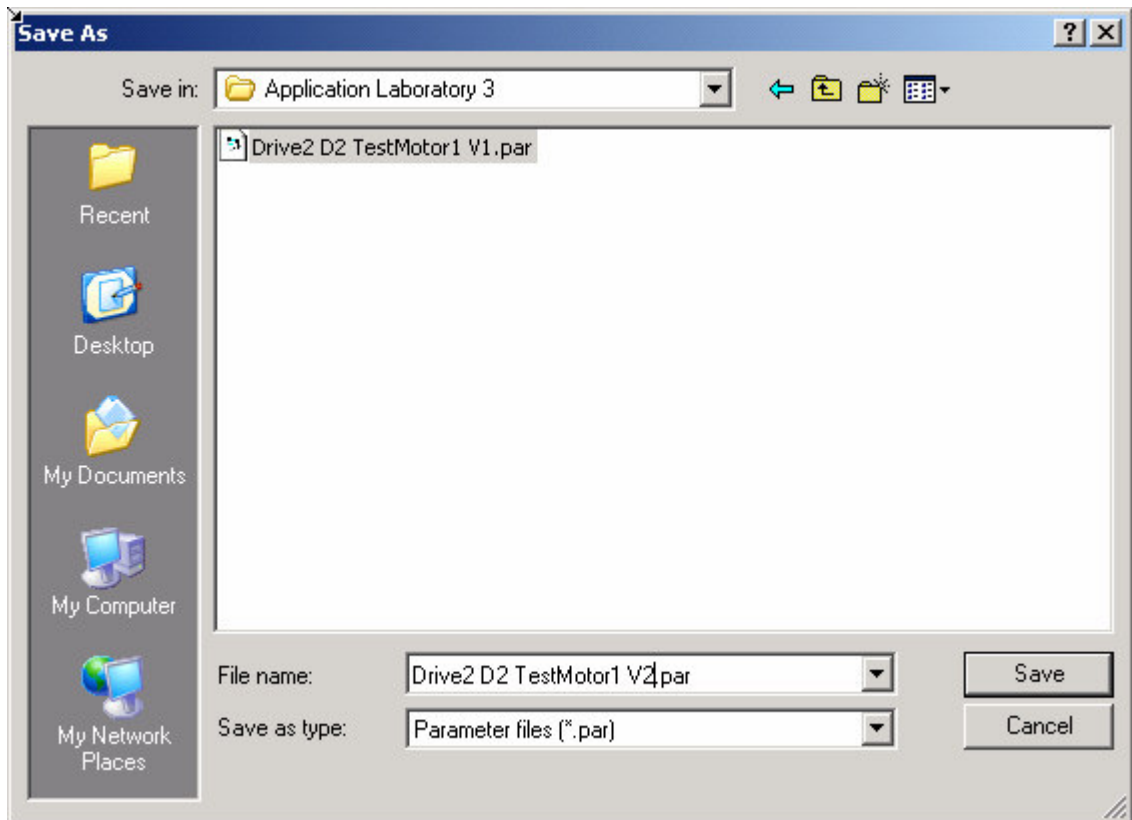 Save As
Save in:
Application Laboratory 3
Drive2 D2 TestMotor1 V1.par
Recent
Desktop
My Documents
My Computer
My Network
Places
File name:
Drive2 D2 TestMotor1 V2.par
Save
Save as type:
Parameter files (*.par)
Cancel